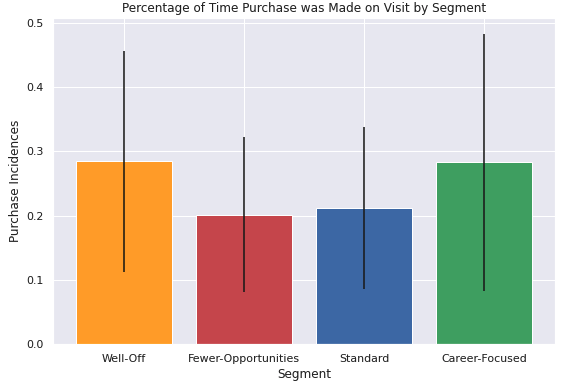 Percentage of Time Purchase was Made on Visit by Segment
0.5
0.4
0.3
0.2
0.1
0.0
Purchase Incidences
Well-Off Fewer-Opportunities Standard Career-Focused
Segment